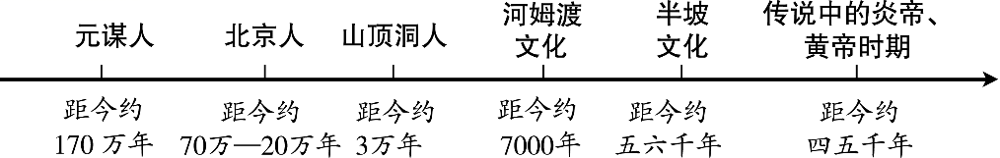 元谋人
北京人
山顶洞人
河姆渡
文化
半坡
文化
传说中的炎帝、
黄帝时期
距今约
170万年
距今约
70万—20万年
距今约
3万年
距今约
7000年
距今约
五六千年
距今约
四五千年